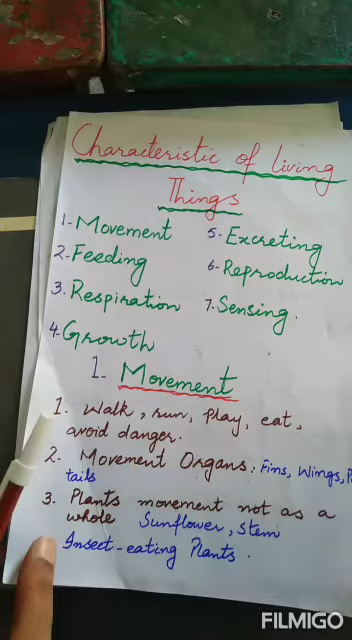 Characteristic of living
Things
1- Movement
2- Feeding
3. Respiration
4- Growth
5- Excreting
6- Reproduction
7- Sensing.
1. Movement
1. Walk, run, play, eat,
avoid danger.
2. Movement Organs: Fins, Wings,
tails
3. Plants movement not as a
whole Sunflower, Stem
Insect-eating Plants.
FILMIGO